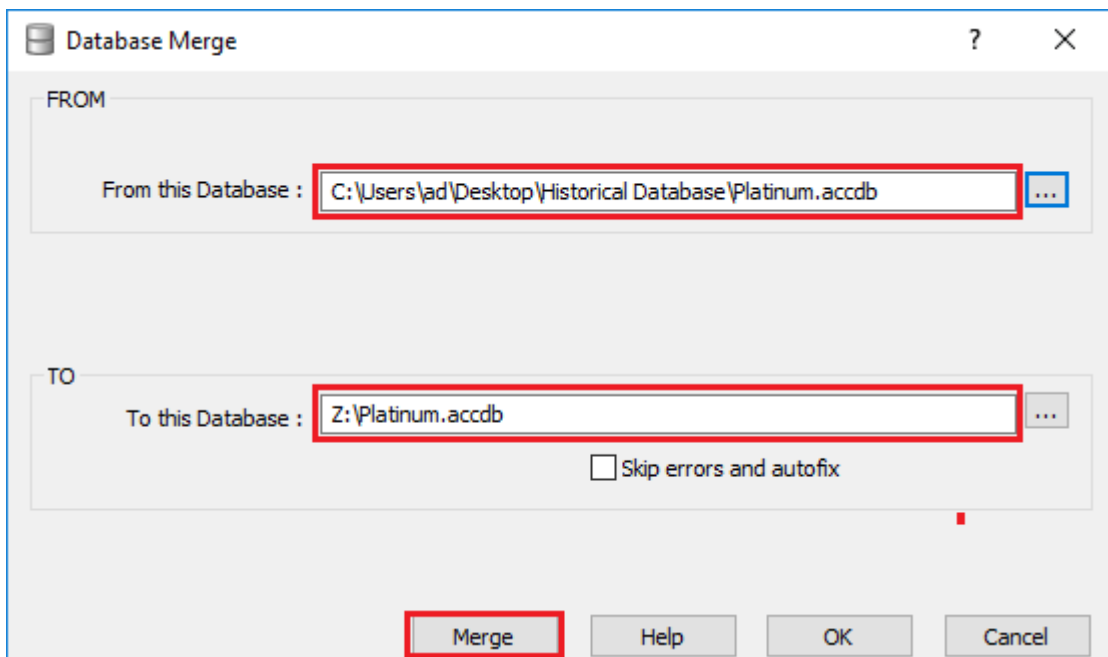 Database Merge
?
FROM
From this Database :
C:\Users\ad\Desktop\Historical Database\Platinum.accdb
...
TO
To this Database :
Z:\Platinum.accdb
...
Skip errors and autofix
Merge
Help
OK
Cancel